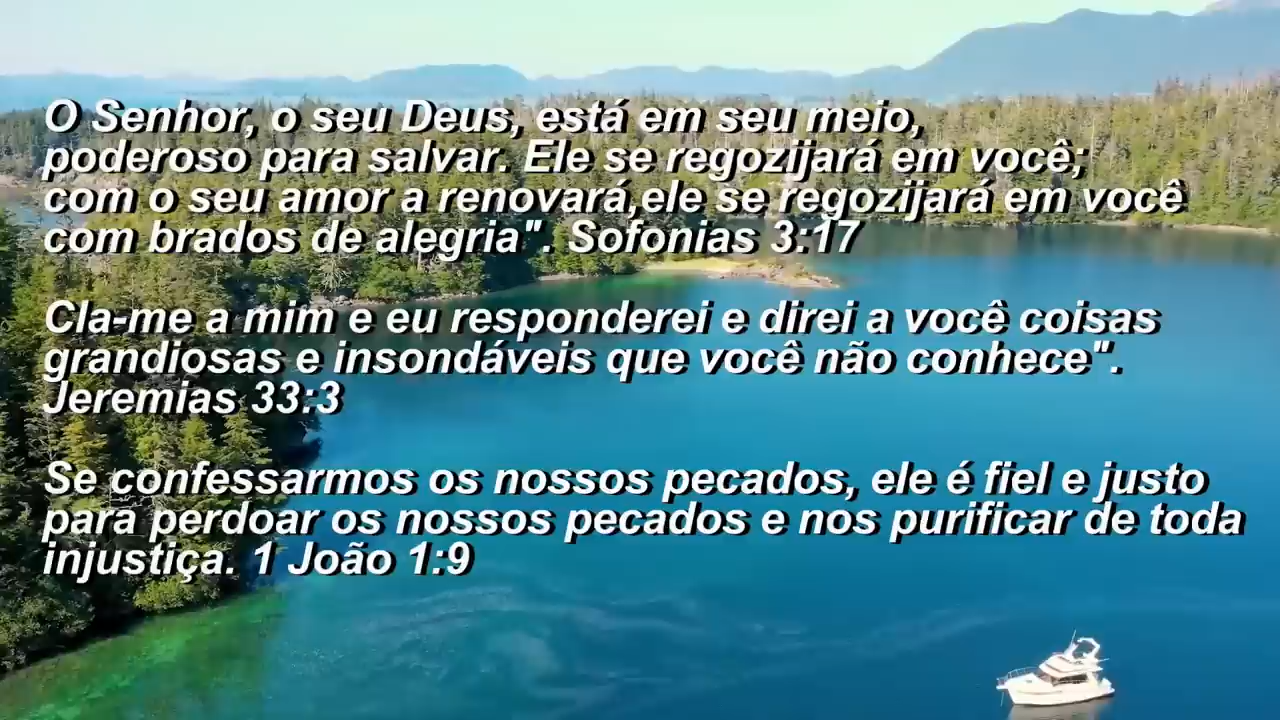 O Senhor, o seu Deus, está em seu meio,
poderoso para salvar. Ele se regozijará em você;
com o seu amor a renovará,ele se regozijará em você
com brados de alegria". Sofonias 3:17
Cla-me a mim e eu responderei e direi a você coisas
grandiosas e insondáveis que você não conhece".
Jeremias 33:3
Se confessarmos os nossos pecados, ele é fiel e justo
para perdoar os nossos pecados e nos purificar de toda
injustiça. 1 João 1:9